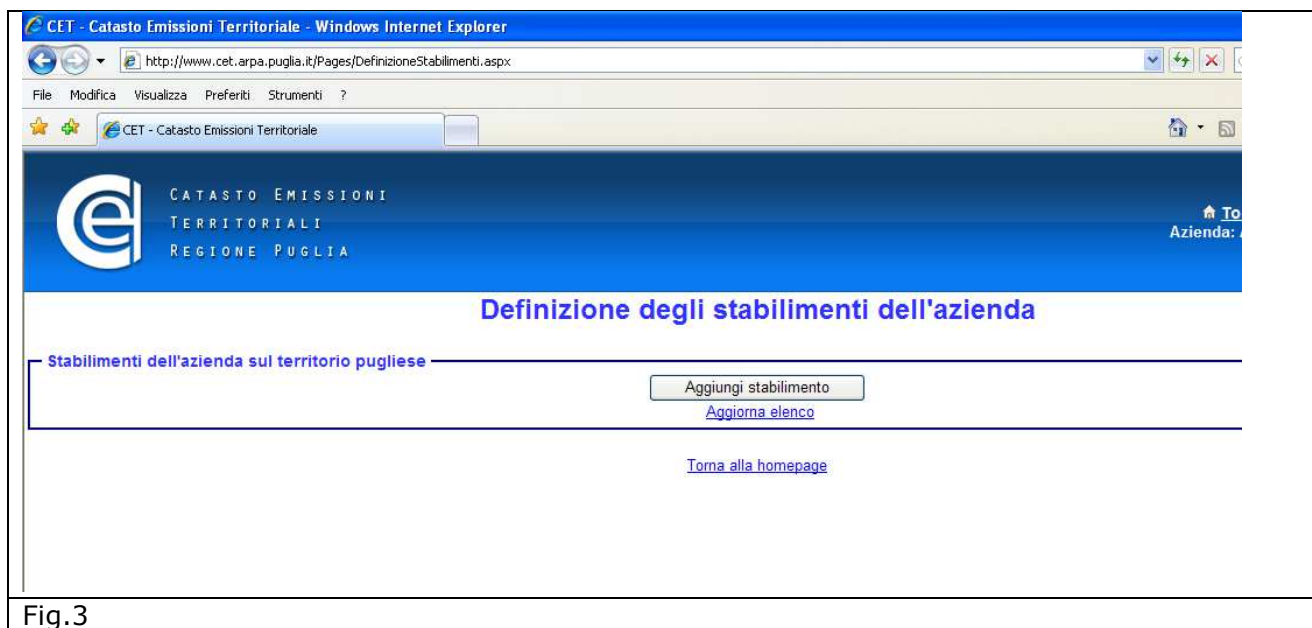 CET - Catasto Emissioni Territoriale - Windows Internet Explorer
http://www.cet.arpa.puglia.it/Pages/DefinizioneStabilimenti.aspx
File Modifica Visualizza Preferiti Strumenti ?
CET - Catasto Emissioni Territoriale
CATASTO EMISSIONI
TERRITORIALI
REGIONE PUGLIA
To
Azienda:
Definizione degli stabilimenti dell'azienda
Stabilimenti dell'azienda sul territorio pugliese
Aggiungi stabilimento
Aggiorna elenco
Torna alla homepage
Fig.3